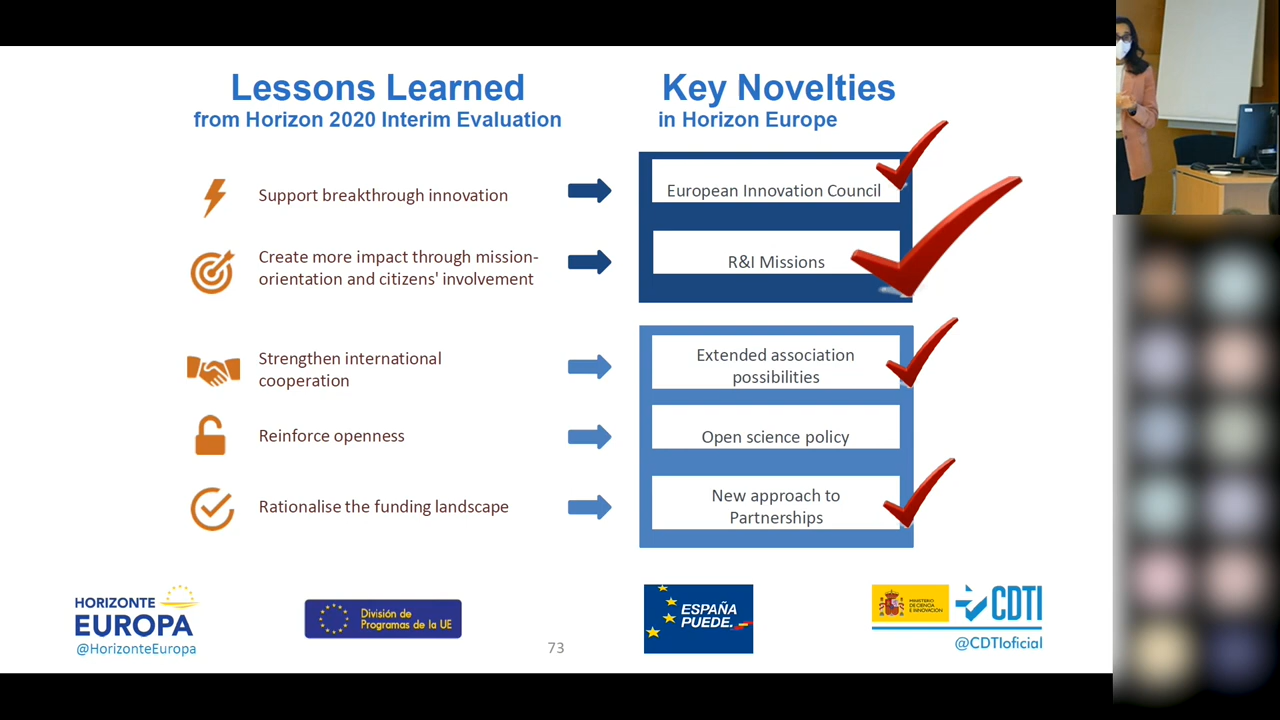 Lessons Learned
from Horizon 2020 Interim Evaluation
Key Novelties
in Horizon Europe
Support breakthrough innovation
European Innovation Council
Create more impact through mission-
orientation and citizens' involvement
R&I Missions
Strengthen international
cooperation
Extended association
possibilities
Reinforce openness
Open science policy
Rationalise the funding landscape
New approach to
Partnerships
HORIZONTE
EUROPA
@HorizonteEuropa
División de
Programas de la UE
73
ESPAÑA
PUEDE.
MINISTERIO
DE CIENCIA
E INNOVACIÓN
CDTI
@CDTIoficial